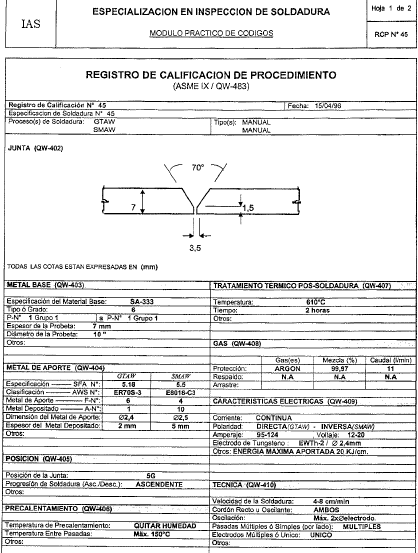 IAS
ESPECIALIZACION EN INSPECCION DE SOLDADURA
MODULO PRACTICO DE CODIGOS
Hoja 1 de 2
RCP N° 45
REGISTRO DE CALIFICACION DE PROCEDIMIENTO
(ASME IX / QW-483)
Registro de Calificación N° 45
Fecha: 15/04/96
Especificacion de Soldadura N° 45
Proceso(s) de Soldadura: GTAW
SMAW
Tipo(s): MANUAL
MANUAL
JUNTA (QW-402)
70°
7
1,5
3,5
TODAS LAS COTAS ESTAN EXPRESADAS EN (mm)
METAL BASE (QW-403)
Especificación del Material Base: SA-333
Tipo ó Grado: 6
P-N° 1 Grupo 1 a P-N° 1 Grupo 1
Espesor de la Probeta: 7 mm
Diámetro de la Probeta: 10 "
Otros:
METAL DE APORTE (QW-404)
GTAW SMAW
Especificación SFA N°: 5.18 5.5
Clasificación AWS N°: ER70S-3 E8018-C3
Metal de Aporte F-N°: 6 4
Metal Depositado A-N°: 1 10
Dimensión del Metal de Aporte: Ø2,4 Ø2,5
Espesor del Metal Depositado: 2 mm 5 mm
Otros:
POSICION (QW-405)
Posición de la Junta: 5G
Progresión de Soldadura (Asc./Desc.): ASCENDENTE
Otros:
PRECALENTAMIENTO (QW-406)
Temperatura de Precalentamiento: QUITAR HUMEDAD
Temperatura Entre Pasadas: Máx. 150°C
Otros:
TRATAMIENTO TERMICO POS-SOLDADURA (QW-407)
Temperatura: 610°C
Tiempo: 2 horas
Otros:
GAS (QW-408)
Gas(es) Mezcla (%) Caudal (l/min)
Protección: ARGON 99,97 11
Respaldo: N.A N.A N.A
Arrastre:
CARACTERISTICAS ELECTRICAS (QW-409)
Corriente: CONTINUA
Polaridad: DIRECTA(GTAW) - INVERSA(SMAW)
Amperaje: 95-124 Voltaje: 12-20
Electrodo de Tungsteno: EWTh-2 / Ø 2,4mm
Otros: ENERGIA MAXIMA APORTADA 20 KJ/cm.
TECNICA (QW-410)
Velocidad de la Soldadura: 4-8 cm/min
Cordón Recto u Oscilante: AMBOS
Oscilación: Máx. 2xØelectrodo.
Pasadas Múltiples ó Simples (por lado): MULTIPLES
Electrodos Múltiples ó Único: UNICO
Otros: